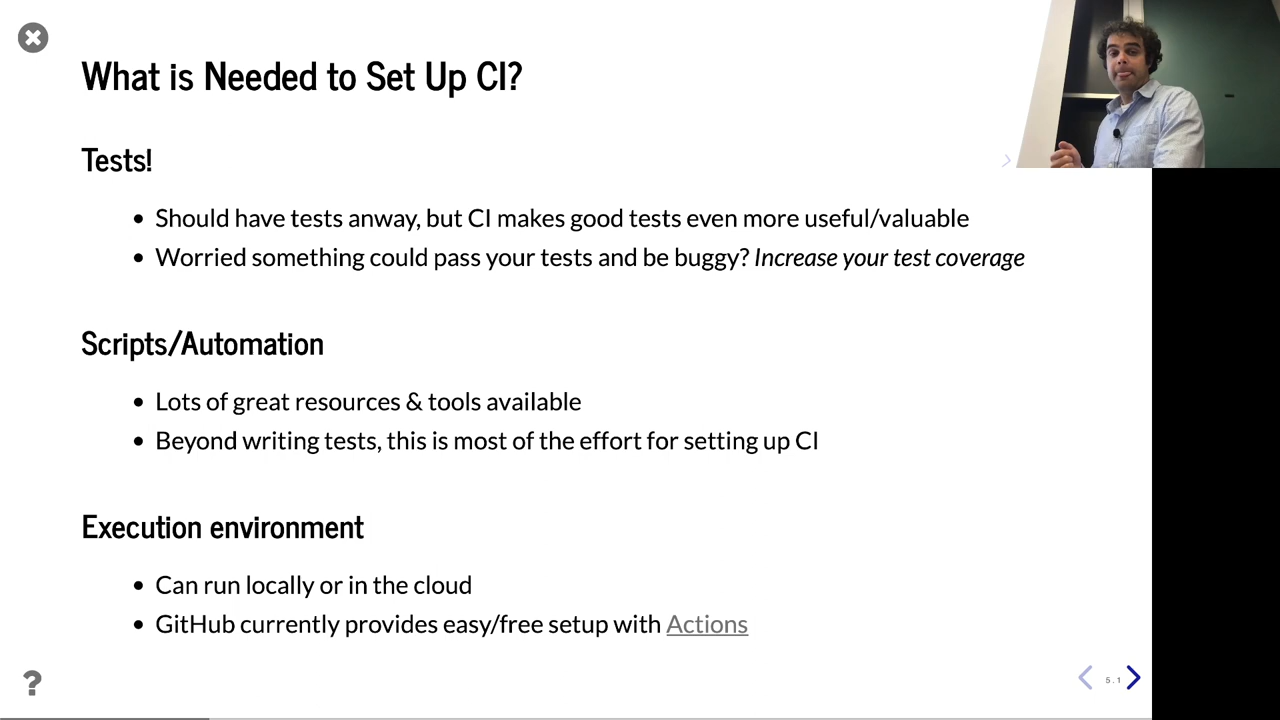 What is Needed to Set Up CI?
Tests!
• Should have tests anway, but CI makes good tests even more useful/valuable
• Worried something could pass your tests and be buggy? Increase your test coverage
Scripts/Automation
• Lots of great resources & tools available
• Beyond writing tests, this is most of the effort for setting up CI
Execution environment
• Can run locally or in the cloud
• GitHub currently provides easy/free setup with Actions
?
5.1